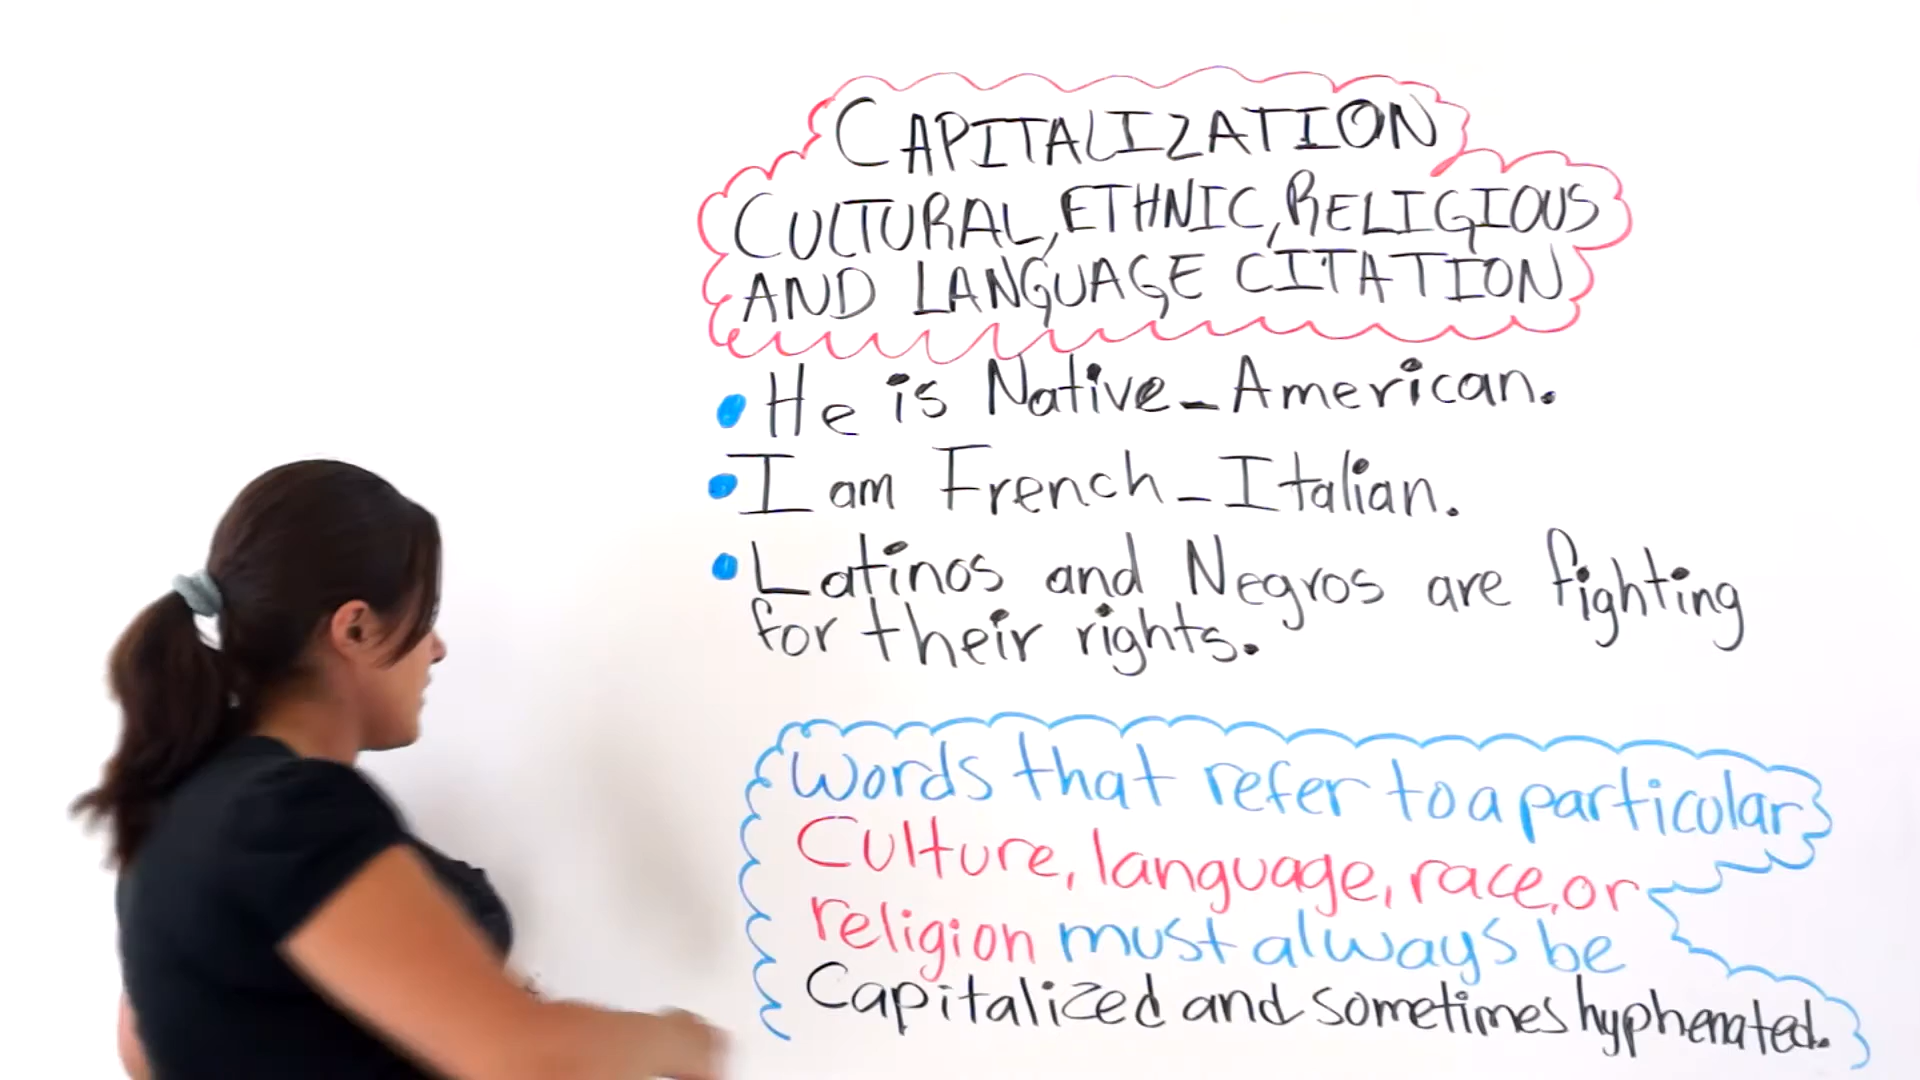 CAPITALIZATION
CULTURAL, ETHNIC, RELIGIOUS
AND LANGUAGE CITATION
• He is Native-American.
• I am French-Italian.
• Latinos and Negros are fighting
for their rights.
Words that refer to a particular
Culture, language, race, or
religion must always be
Capitalized and sometimes hyphenated.